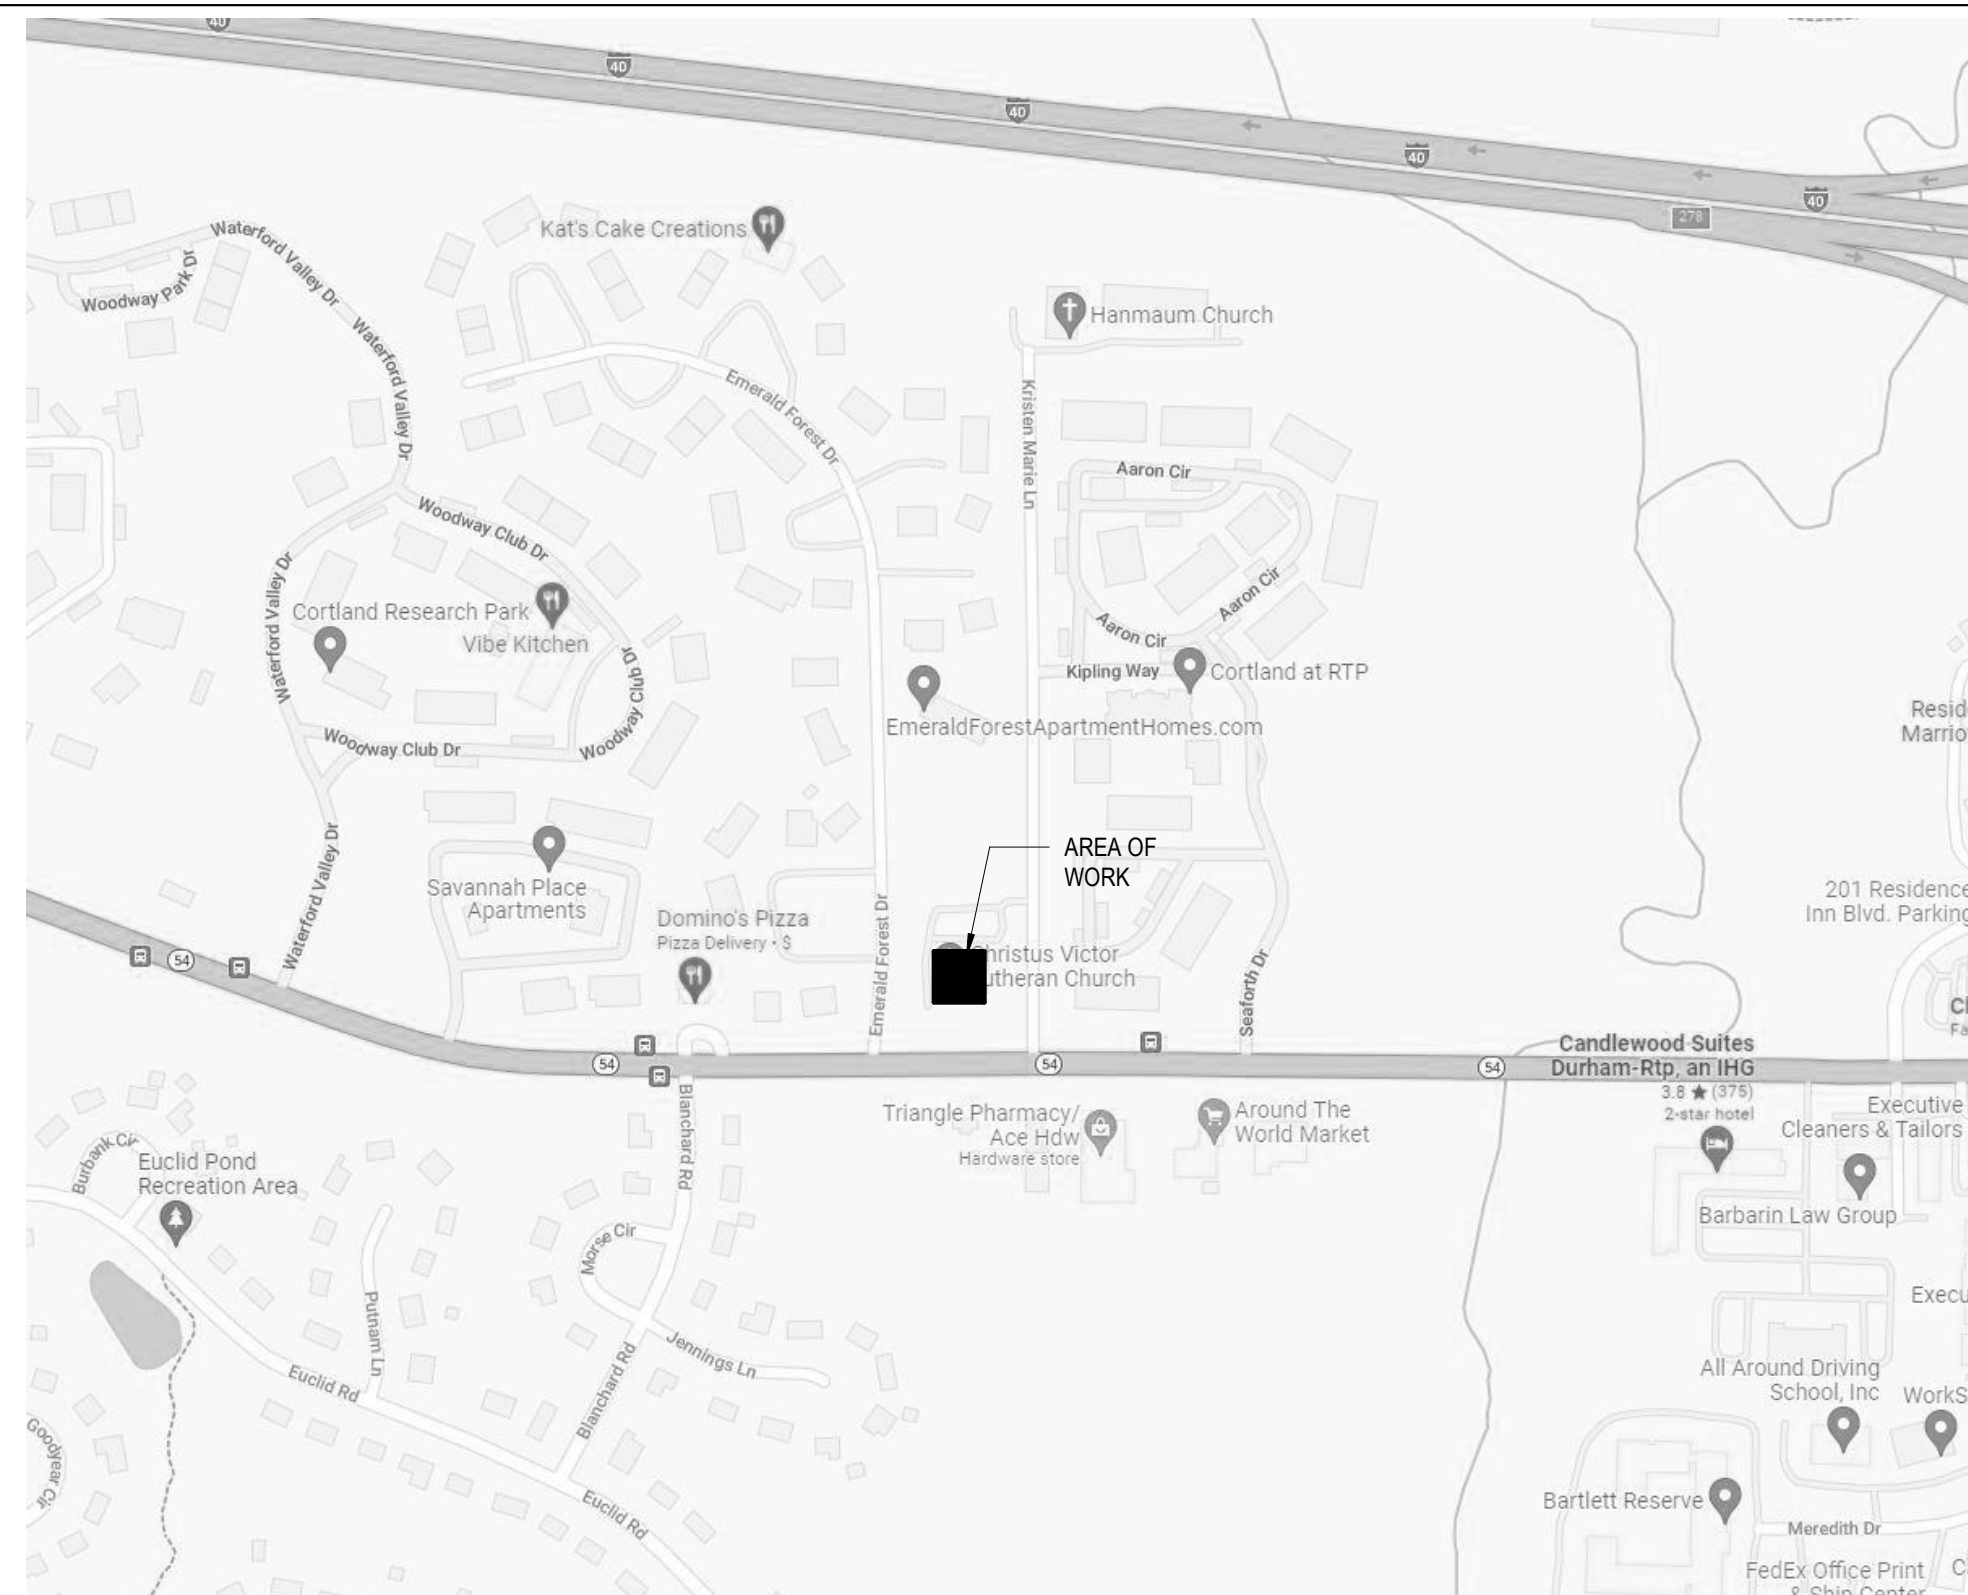 40
40
40
40
40
278
Waterford Valley Dr
Woodway Park Dr
Kat's Cake Creations
Waterford Valley Dr
Hanmaum Church
Emerald Forest Dr
Kristen Marie Ln
Aaron Cir
Woodway Club Dr
Waterford Valley Dr
Cortland Research Park
Vibe Kitchen
Aaron Cir
Aaron Cir
Kipling Way
Cortland at RTP
Woodway Club Dr
EmeraldForestApartmentHomes.com
Woodway Club Dr
Waterford Valley Dr
AREA OF
WORK
Savannah Place
Apartments
Domino's Pizza
Pizza Delivery • $
Emerald Forest Dr
hristus Victor
utheran Church
Seaforth Dr
201 Residence
Inn Blvd. Parking
Resid
Marrio
54
54
54
54
Candlewood Suites
Durham-Rtp, an IHG
3.8 ★ (375)
2-star hotel
Blanchard Rd
Triangle Pharmacy/
Ace Hdw
Hardware store
Around The
World Market
Executive
Cleaners & Tailors
Burbank Cir
Euclid Pond
Recreation Area
Barbarin Law Group
Morse Cir
Putnam Ln
Jennings Ln
Blanchard Rd
Euclid Rd
Execu
All Around Driving
School, Inc
WorkS
Goodyear Cir
Euclid Rd
Bartlett Reserve
Meredith Dr
FedEx Office Print
& Ship Center